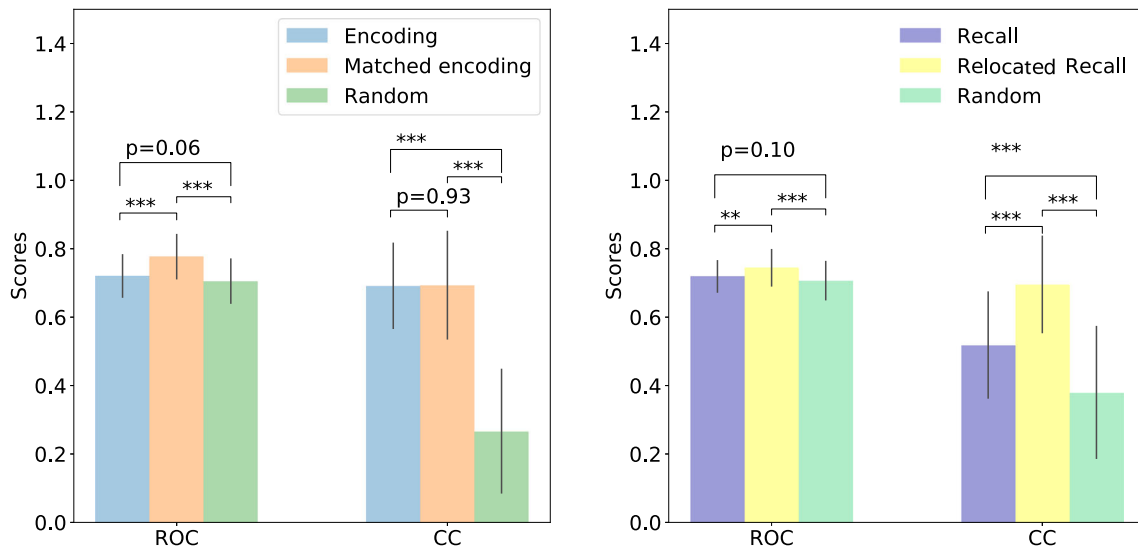 Encoding
Matched encoding
Random
1.4
1.2
1.0
0.8
0.6
0.4
0.2
0.0
Scores
p=0.06
***
***
***
***
p=0.93
ROC
CC
Recall
Relocated Recall
Random
1.4
1.2
1.0
0.8
0.6
0.4
0.2
0.0
Scores
p=0.10
**
***
***
***
***
ROC
CC